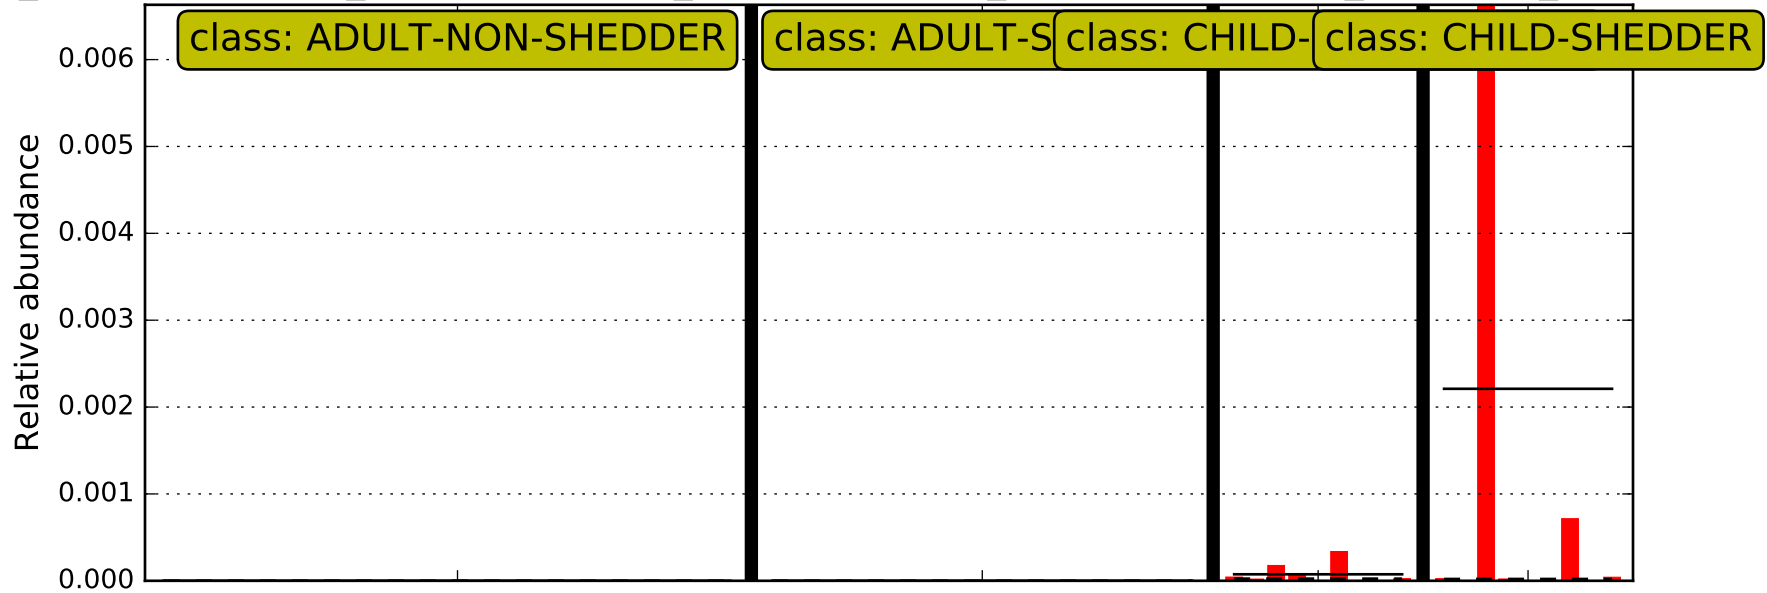 class: ADULT-NON-SHEDDER
class: ADULT-S
class: CHILD-
class: CHILD-SHEDDER
Relative abundance
0.006
0.005
0.004
0.003
0.002
0.001
0.000